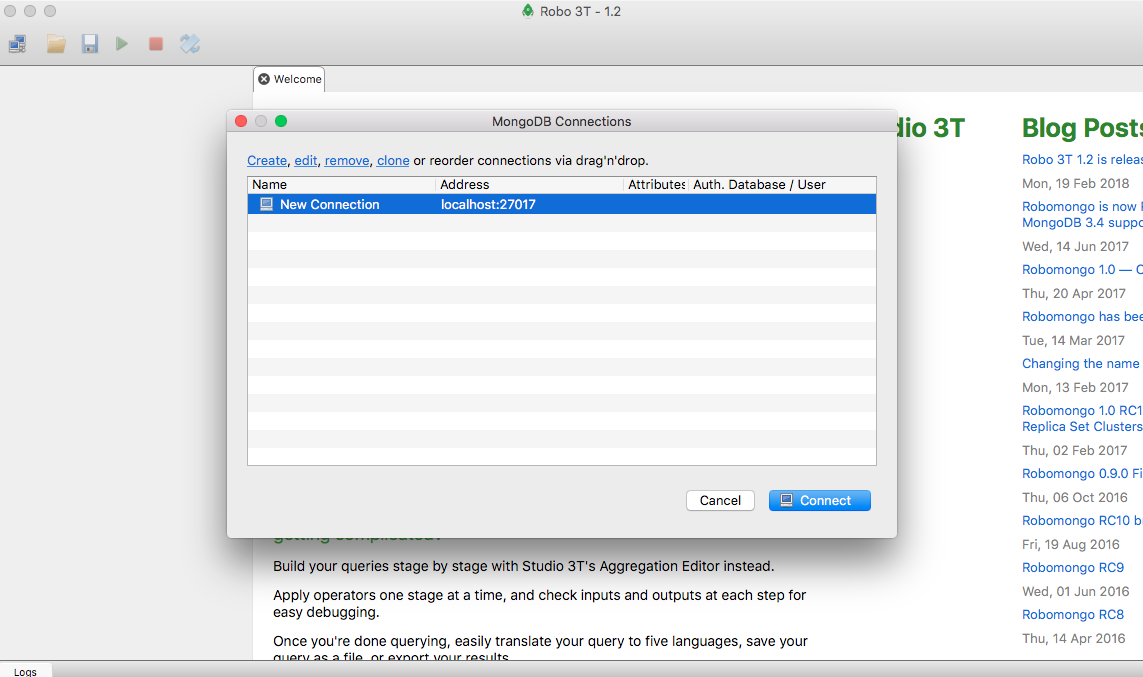 Robo 3T - 1.2
Welcome
MongoDB Connections
Create, edit, remove, clone or reorder connections via drag'n'drop.
Name Address Attributes Auth. Database / User
New Connection localhost:27017
Cancel Connect
dio 3T
Build your queries stage by stage with Studio 3T's Aggregation Editor instead.
Apply operators one stage at a time, and check inputs and outputs at each step for
easy debugging.
Once you're done querying, easily translate your query to five languages, save your
query as a file, or export your results.
Blog Posts
Robo 3T 1.2 is releas
Mon, 19 Feb 2018
Robomongo is now
MongoDB 3.4 suppo
Wed, 14 Jun 2017
Robomongo 1.0 —
Thu, 20 Apr 2017
Robomongo has bee
Tue, 14 Mar 2017
Changing the name
Mon, 13 Feb 2017
Robomongo 1.0 RC1
Replica Set Clusters
Thu, 02 Feb 2017
Robomongo 0.9.0 Fi
Thu, 06 Oct 2016
Robomongo RC10 b
Fri, 19 Aug 2016
Robomongo RC9
Wed, 01 Jun 2016
Robomongo RC8
Thu, 14 Apr 2016
Logs